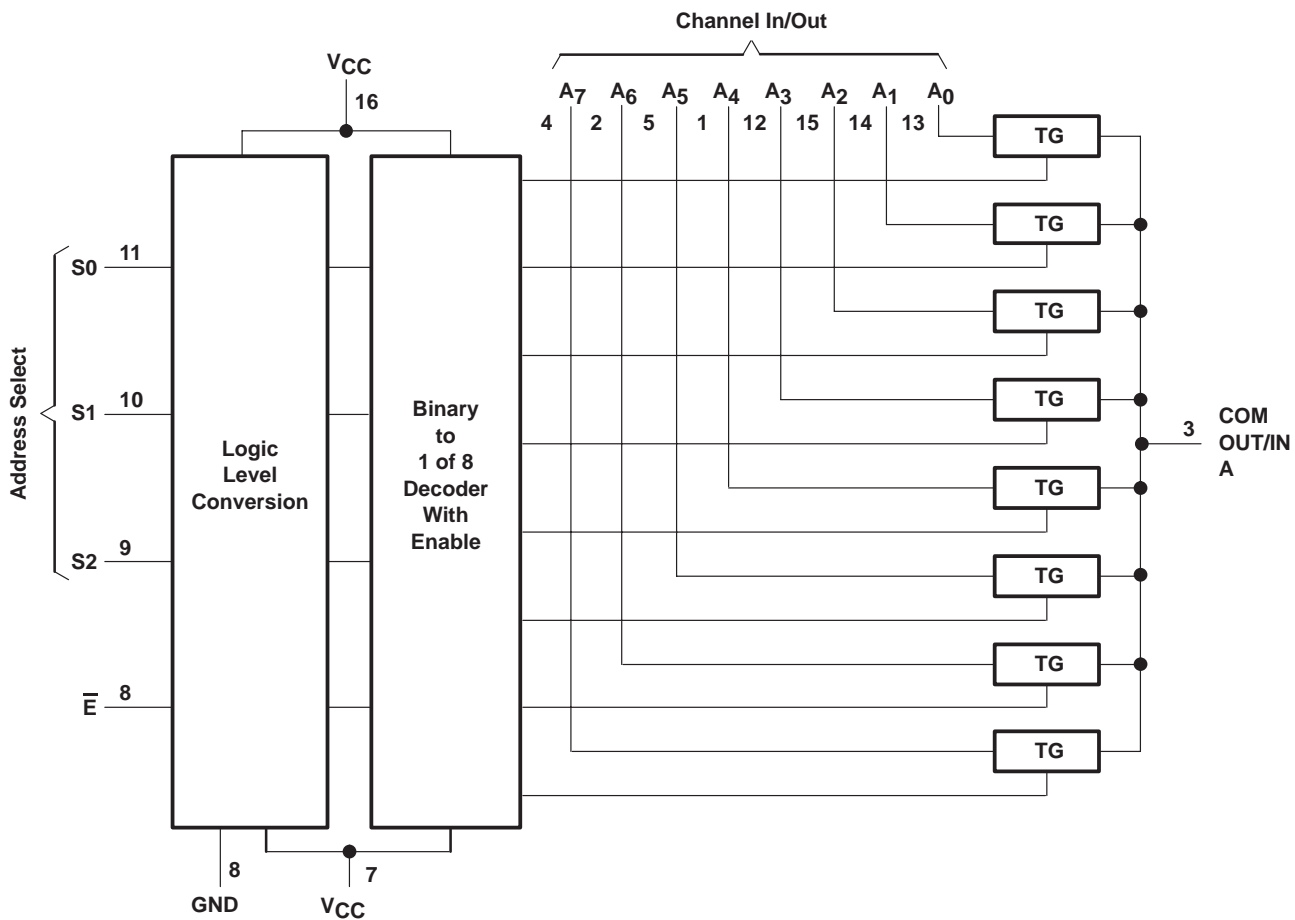 Channel In/Out
VCC
16
A7 A6 A5 A4 A3 A2 A1 A0
4 2 5 1 12 15 14 13
TG
TG
TG
TG
TG
TG
TG
TG
Address Select
S0 11
S1 10
S2 9
E 8
Logic
Level
Conversion
Binary
to
1 of 8
Decoder
With
Enable
3
COM
OUT/IN
A
8
GND
7
VCC